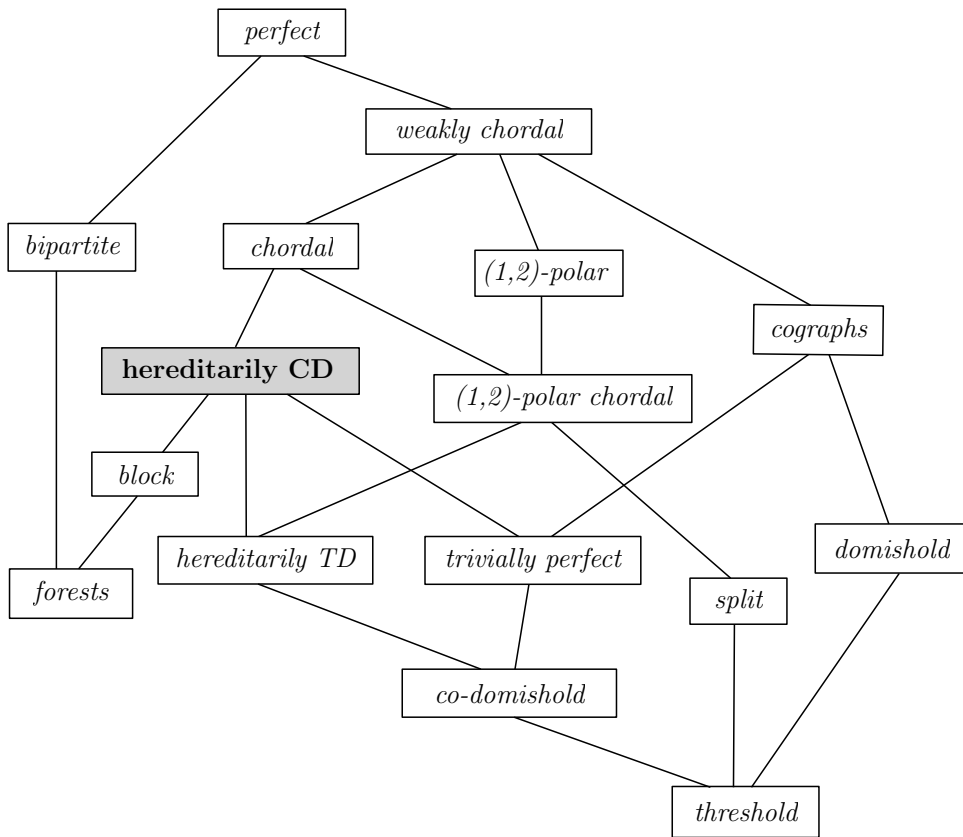 perfect
weakly chordal
bipartite
chordal
(1,2)-polar
cographs
hereditarily CD
(1,2)-polar chordal
block
hereditarily TD
trivially perfect
domishold
forests
split
co-domishold
threshold